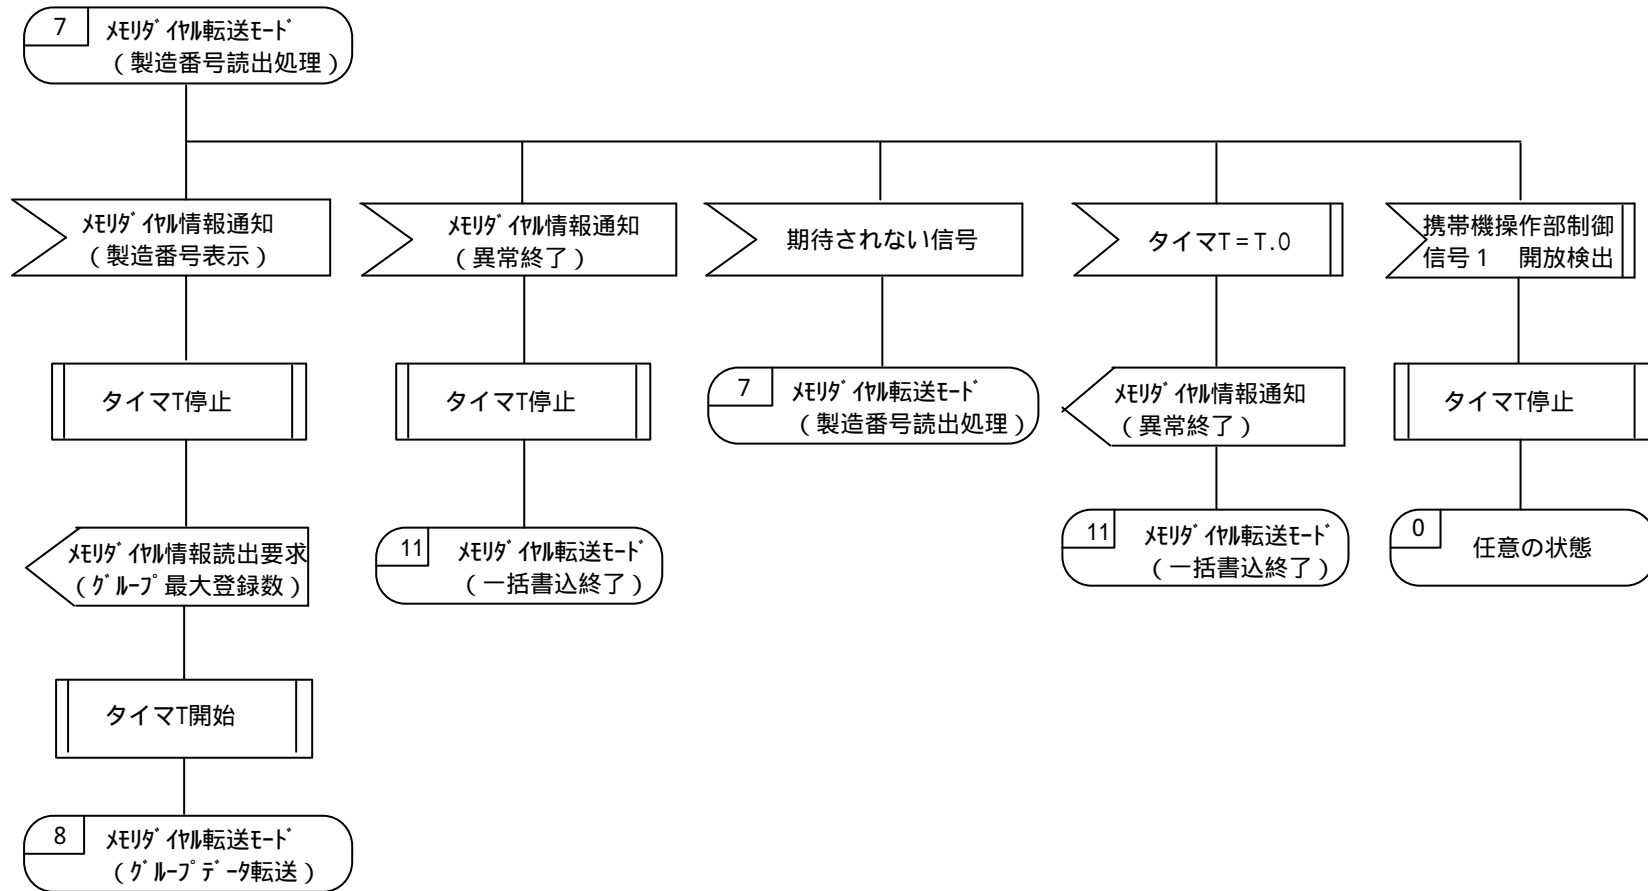 7
ﾒﾓﾘﾀﾞｲﾔﾙ転送ﾓｰﾄﾞ
（製造番号読出処理）
ﾒﾓﾘﾀﾞｲﾔﾙ情報通知
（製造番号表示）
ﾒﾓﾘﾀﾞｲﾔﾙ情報通知
（異常終了）
期待されない信号
タイマT＝T.O
携帯機操作部制御
信号１　開放検出
タイマT停止
タイマT停止
7
ﾒﾓﾘﾀﾞｲﾔﾙ転送ﾓｰﾄﾞ
（製造番号読出処理）
ﾒﾓﾘﾀﾞｲﾔﾙ情報通知
（異常終了）
タイマT停止
ﾒﾓﾘﾀﾞｲﾔﾙ情報読出要求
（ｸﾞﾙｰﾌﾟ最大登録数）
11
ﾒﾓﾘﾀﾞｲﾔﾙ転送ﾓｰﾄﾞ
（一括書込終了）
11
ﾒﾓﾘﾀﾞｲﾔﾙ転送ﾓｰﾄﾞ
（一括書込終了）
0
任意の状態
タイマT開始
8
ﾒﾓﾘﾀﾞｲﾔﾙ転送ﾓｰﾄﾞ
（ｸﾞﾙｰﾌﾟﾃﾞｰﾀ転送）